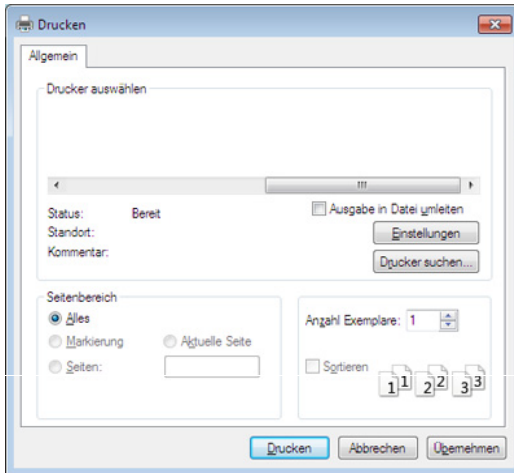 Drucken
Allgemein
Drucker auswählen
Status: Bereit
Ausgabe in Datei umleiten
Standort:
Einstellungen
Kommentar:
Drucker suchen...
Seitenbereich
Alles
Markierung
Aktuelle Seite
Seiten:
Anzahl Exemplare: 1
Sortieren
1 1 2 2 3 3
Drucken Abbrechen Übernehmen